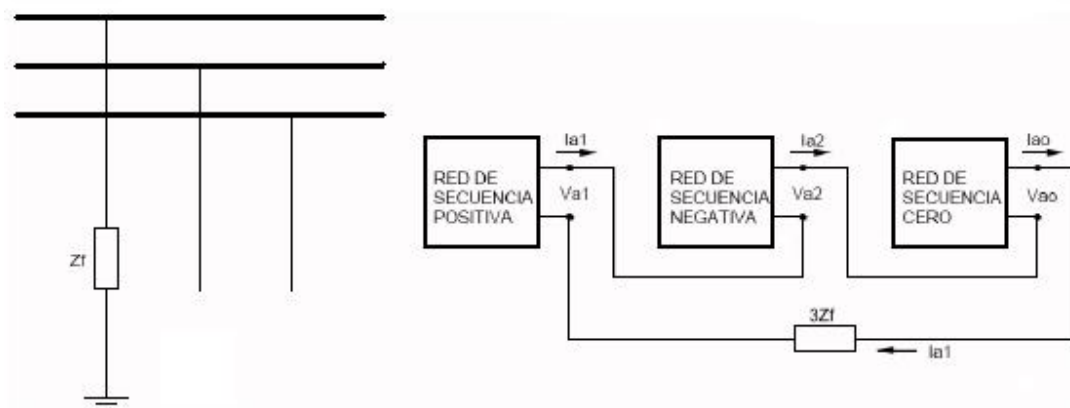 Zf
RED DE
SECUENCIA
POSITIVA
Ia1
Va1
RED DE
SECUENCIA
NEGATIVA
Ia2
Va2
RED DE
SECUENCIA
CERO
Iao
Vao
3Zf
Ia1